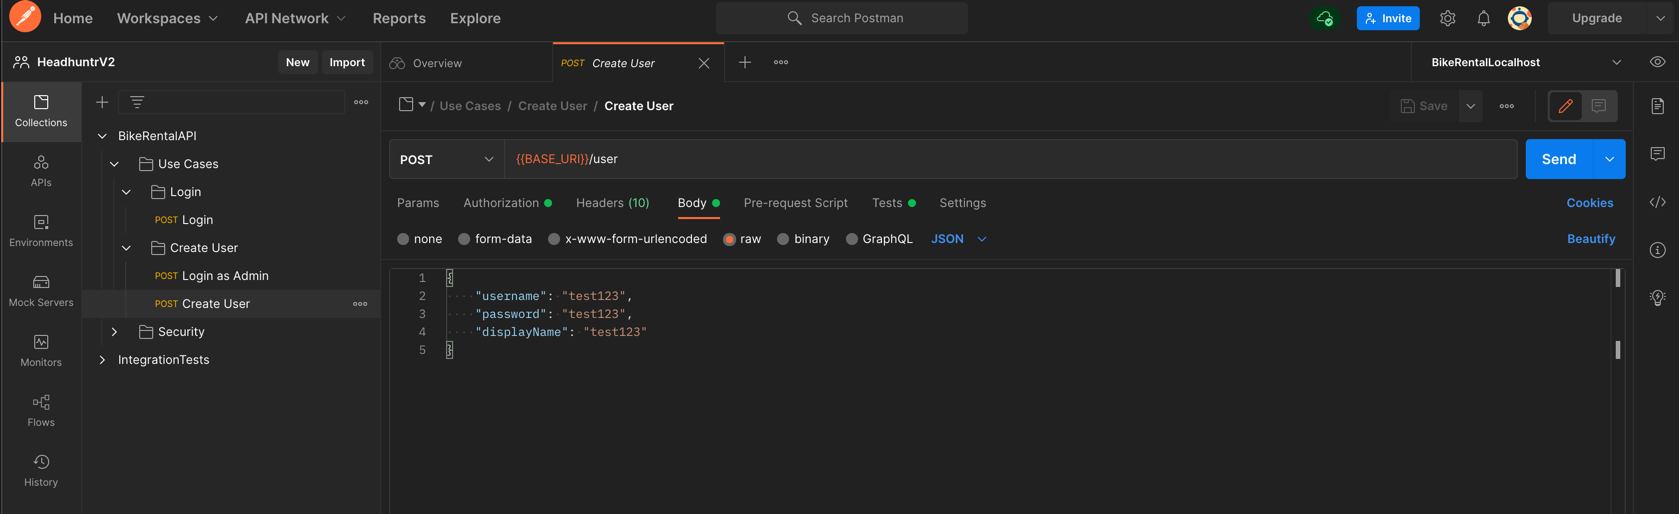 Home Workspaces API Network Reports Explore Search Postman Invite Upgrade
HeadhuntrV2 New Import Overview POST Create User BikeRentalLocalhost
Collections
APIs
Environments
Mock Servers
Monitors
Flows
History
BikeRentalAPI
Use Cases
Login
POST Login
Create User
POST Login as Admin
POST Create User
Security
IntegrationTests
/ Use Cases / Create User / Create User Save
POST {{BASE_URI}}/user Send
Params Authorization Headers (10) Body Pre-request Script Tests Settings Cookies
none form-data x-www-form-urlencoded raw binary GraphQL JSON Beautify
1 {
2 "username": "test123",
3 "password": "test123",
4 "displayName": "test123"
5 }